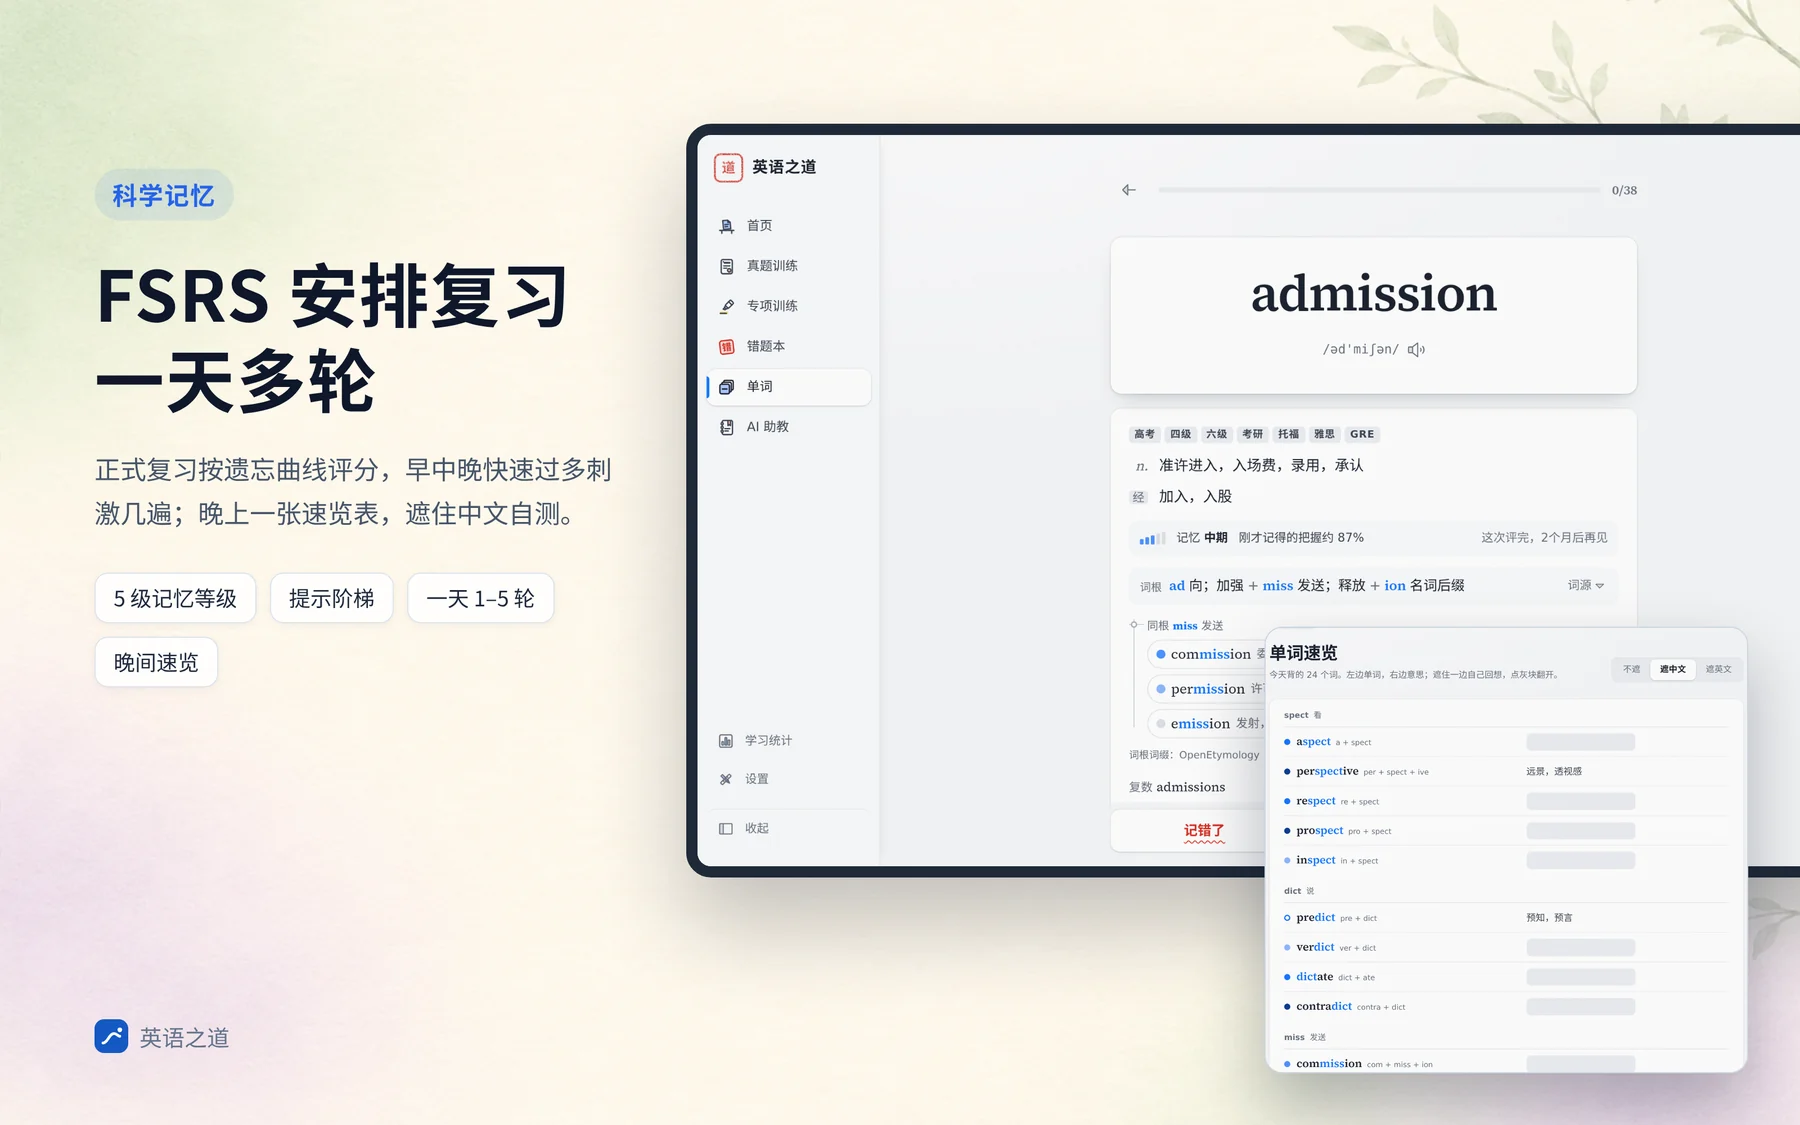 科学记忆
FSRS 安排复习
一天多轮
正式复习按遗忘曲线评分，早中晚快速过多刺
激几遍；晚上一张速览表，遮住中文自测。
5 级记忆等级
提示阶梯
一天 1–5 轮
晚间速览
英语之道
道 英语之道
首页
真题训练
专项训练
错 错题本
单词
AI 助教
学习统计
设置
收起
0/38
admission
/əd'miʃən/
高考 四级 六级 考研 托福 雅思 GRE
n. 准许进入，入场费，录用，承认
经 加入，入股
记忆 中期 刚才记得的把握约 87% 这次评完，2个月后再见
词根 ad 向；加强 + miss 发送；释放 + ion 名词后缀 词源
同根 miss 发送
commission
permission 许
emission 发射，
词根词缀：OpenEtymology
复数 admissions
记错了
单词速览
今天背的 24 个词。左边单词，右边意思；遮住一边自己回想，点灰块翻开。
不遮 遮中文 遮英文
spect 看
aspect a + spect
perspective per + spect + ive 远景，透视感
respect re + spect
prospect pro + spect
inspect in + spect
dict 说
predict pre + dict 预知，预言
verdict ver + dict
dictate dict + ate
contradict contra + dict
miss 发送
commission com + miss + ion